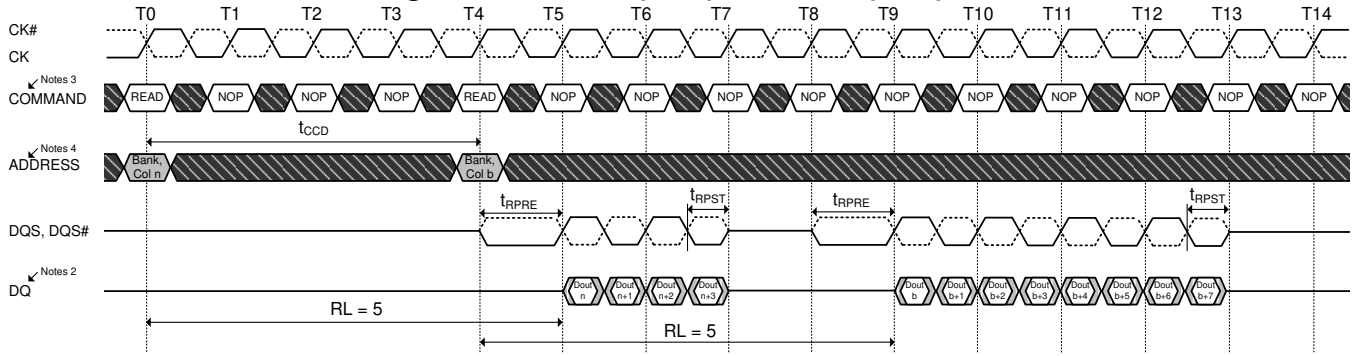 T0 T1 T2 T3 T4 T5 T6 T7 T8 T9 T10 T11 T12 T13 T14
CK#
CK
Notes 3
COMMAND READ NOP NOP NOP READ NOP NOP NOP NOP NOP NOP NOP NOP NOP NOP
tCCD
Notes 4
ADDRESS Bank, Col n Bank, Col b
tRPRE tRPST tRPRE tRPST
DQS, DQS#
Notes 2
DQ Dout n Dout n+1 Dout n+2 Dout n+3 Dout b Dout b+1 Dout b+2 Dout b+3 Dout b+4 Dout b+5 Dout b+6 Dout b+7
RL = 5
RL = 5